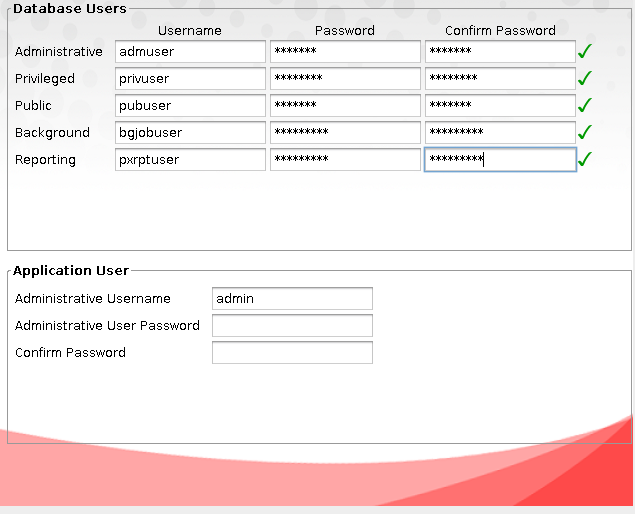 Database Users
Username Password Confirm Password
Administrative admuser ******* *******
Privileged privuser ******** ********
Public pubuser ******* *******
Background bgjobuser ********* *********
Reporting pxrptuser ********* *********
Application User
Administrative Username admin
Administrative User Password
Confirm Password